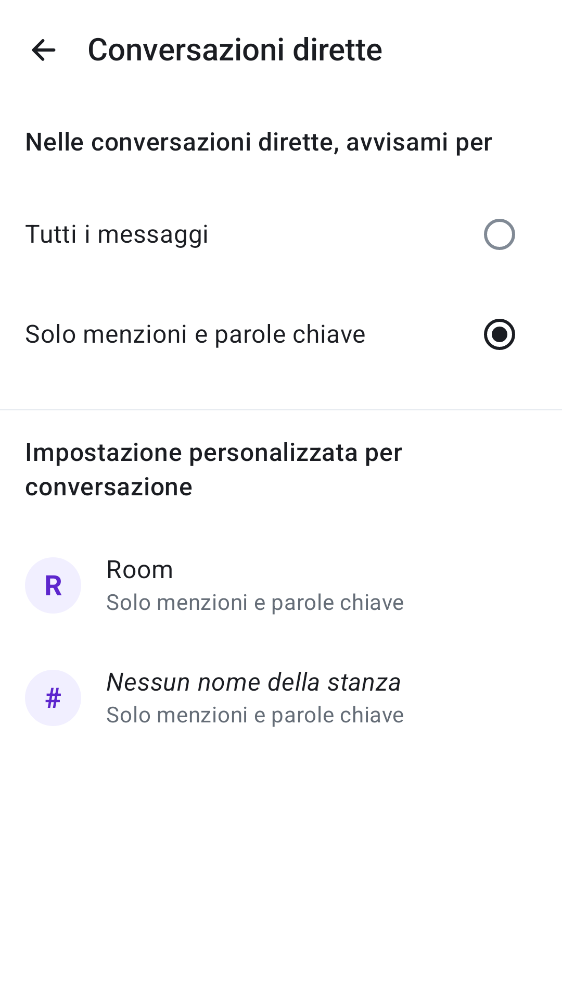 Conversazioni dirette
Nelle conversazioni dirette, avvisami per
Tutti i messaggi
Solo menzioni e parole chiave
Impostazione personalizzata per
conversazione
R
Room
Solo menzioni e parole chiave
#
Nessun nome della stanza
Solo menzioni e parole chiave